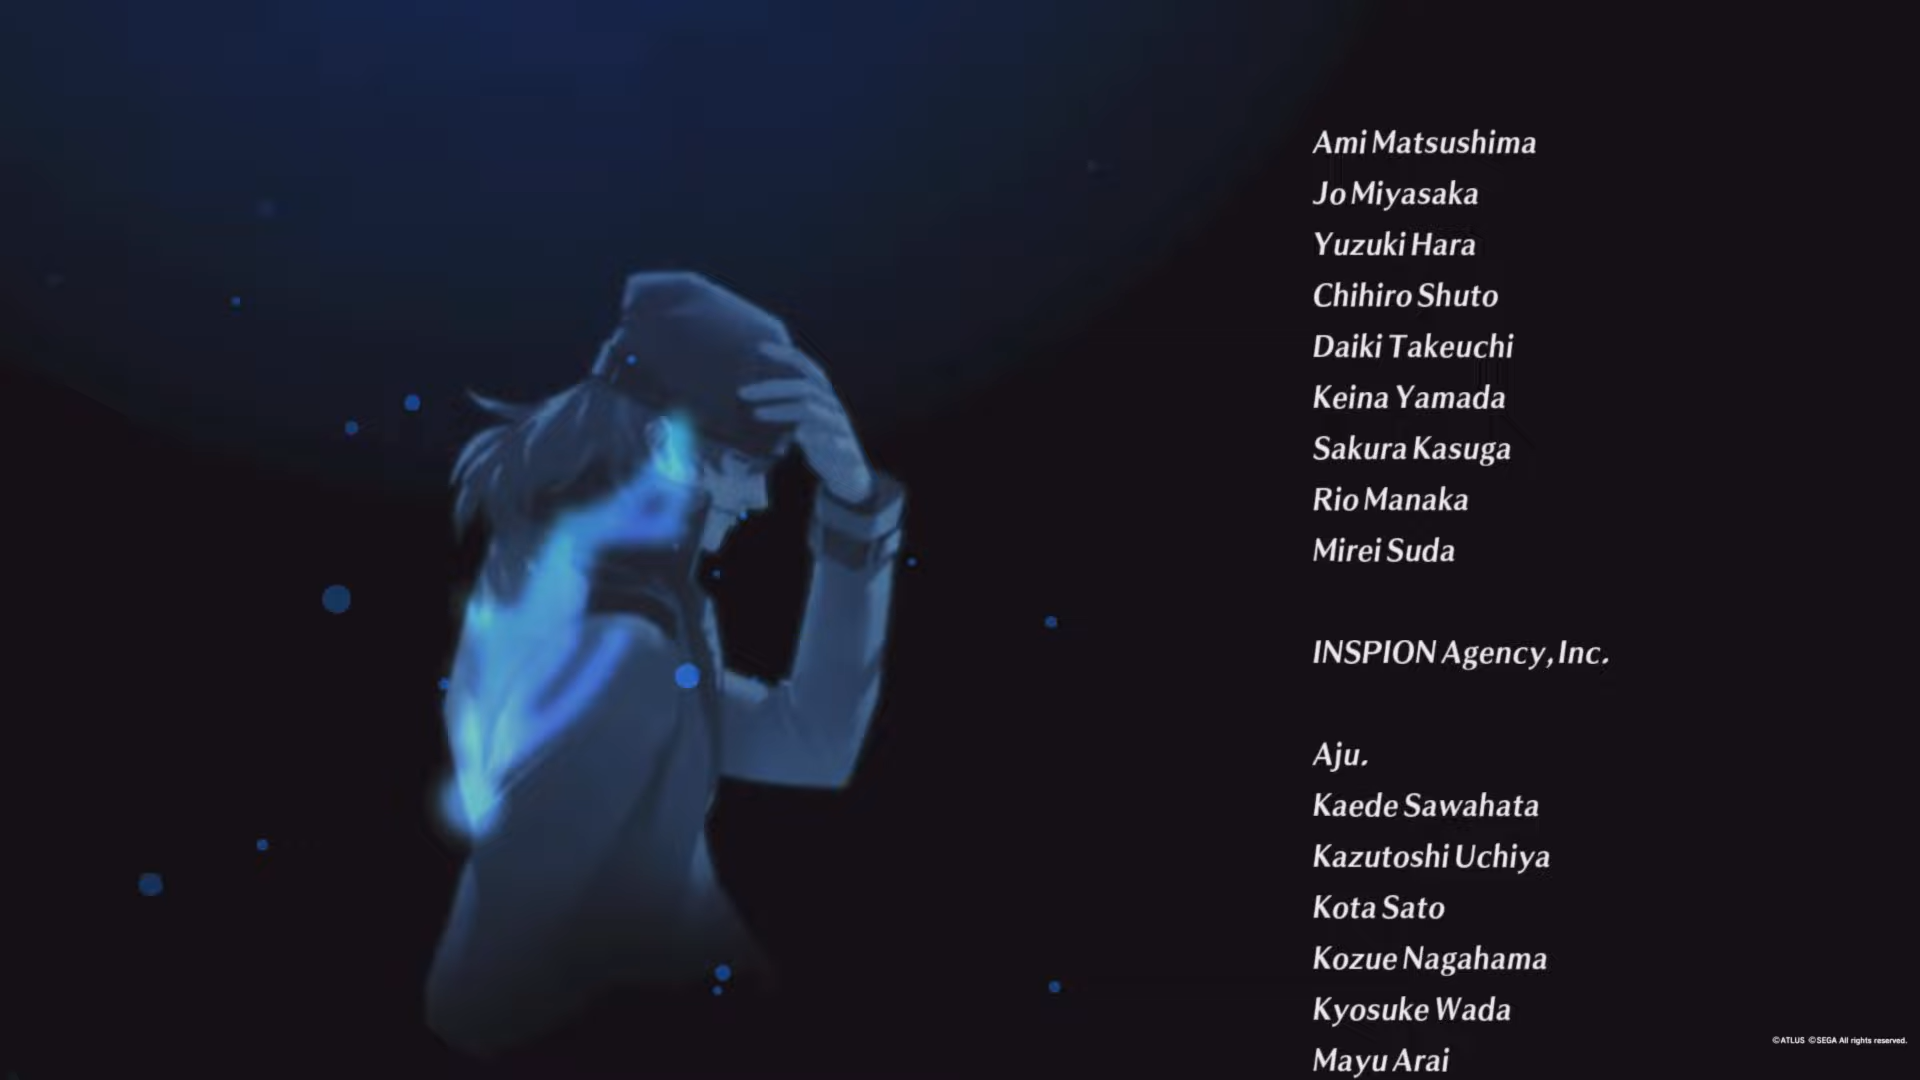 Ami Matsushima
Jo Miyasaka
Yuzuki Hara
Chihiro Shuto
Daiki Takeuchi
Keina Yamada
Sakura Kasuga
Rio Manaka
Mirei Suda
INSPION Agency,Inc.
Aju.
Kaede Sawahata
Kazutoshi Uchiya
Kota Sato
Kozue Nagahama
Kyosuke Wada
Mayu Arai
©ATLUS ©SEGA All rights reserved.